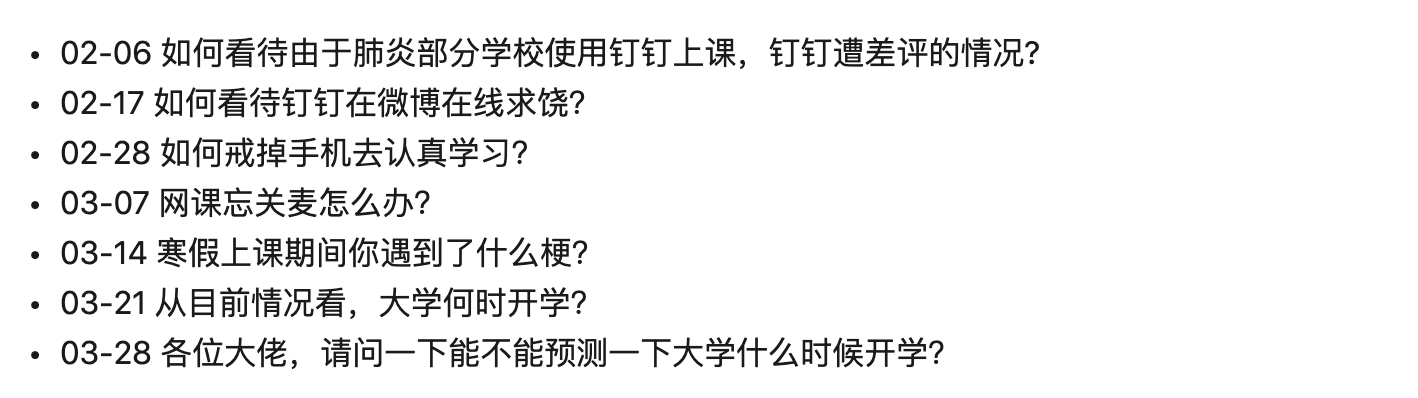 • 02-06 如何看待由于肺炎部分学校使用钉钉上课，钉钉遭差评的情况？
• 02-17 如何看待钉钉在微博在线求饶？
• 02-28 如何戒掉手机去认真学习？
• 03-07 网课忘关麦怎么办？
• 03-14 寒假上课期间你遇到了什么梗？
• 03-21 从目前情况看，大学何时开学？
• 03-28 各位大佬，请问一下能不能预测一下大学什么时候开学？